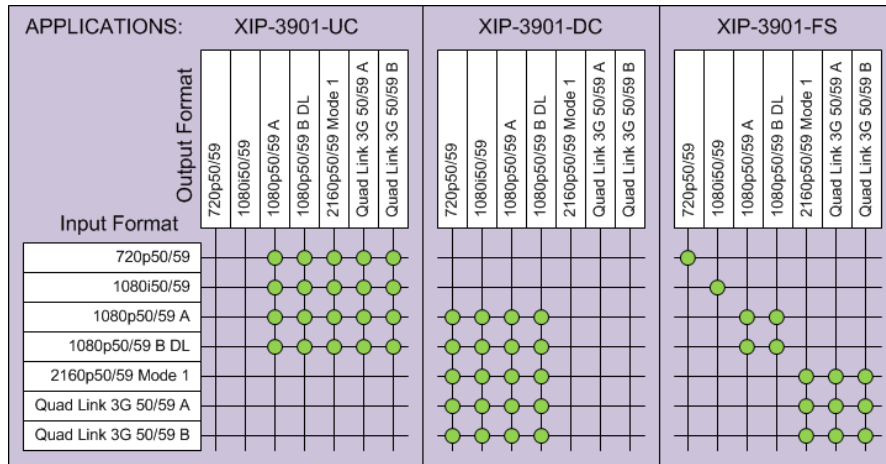 APPLICATIONS:
XIP-3901-UC
XIP-3901-DC
XIP-3901-FS
Output Format
720p50/59
1080i50/59
1080p50/59 A
1080p50/59 B DL
2160p50/59 Mode 1
Quad Link 3G 50/59 A
Quad Link 3G 50/59 B
720p50/59
1080i50/59
1080p50/59 A
1080p50/59 B DL
2160p50/59 Mode 1
Quad Link 3G 50/59 A
Quad Link 3G 50/59 B
720p50/59
1080i50/59
1080p50/59 A
1080p50/59 B DL
2160p50/59 Mode 1
Quad Link 3G 50/59 A
Quad Link 3G 50/59 B
Input Format
720p50/59
1080i50/59
1080p50/59 A
1080p50/59 B DL
2160p50/59 Mode 1
Quad Link 3G 50/59 A
Quad Link 3G 50/59 B